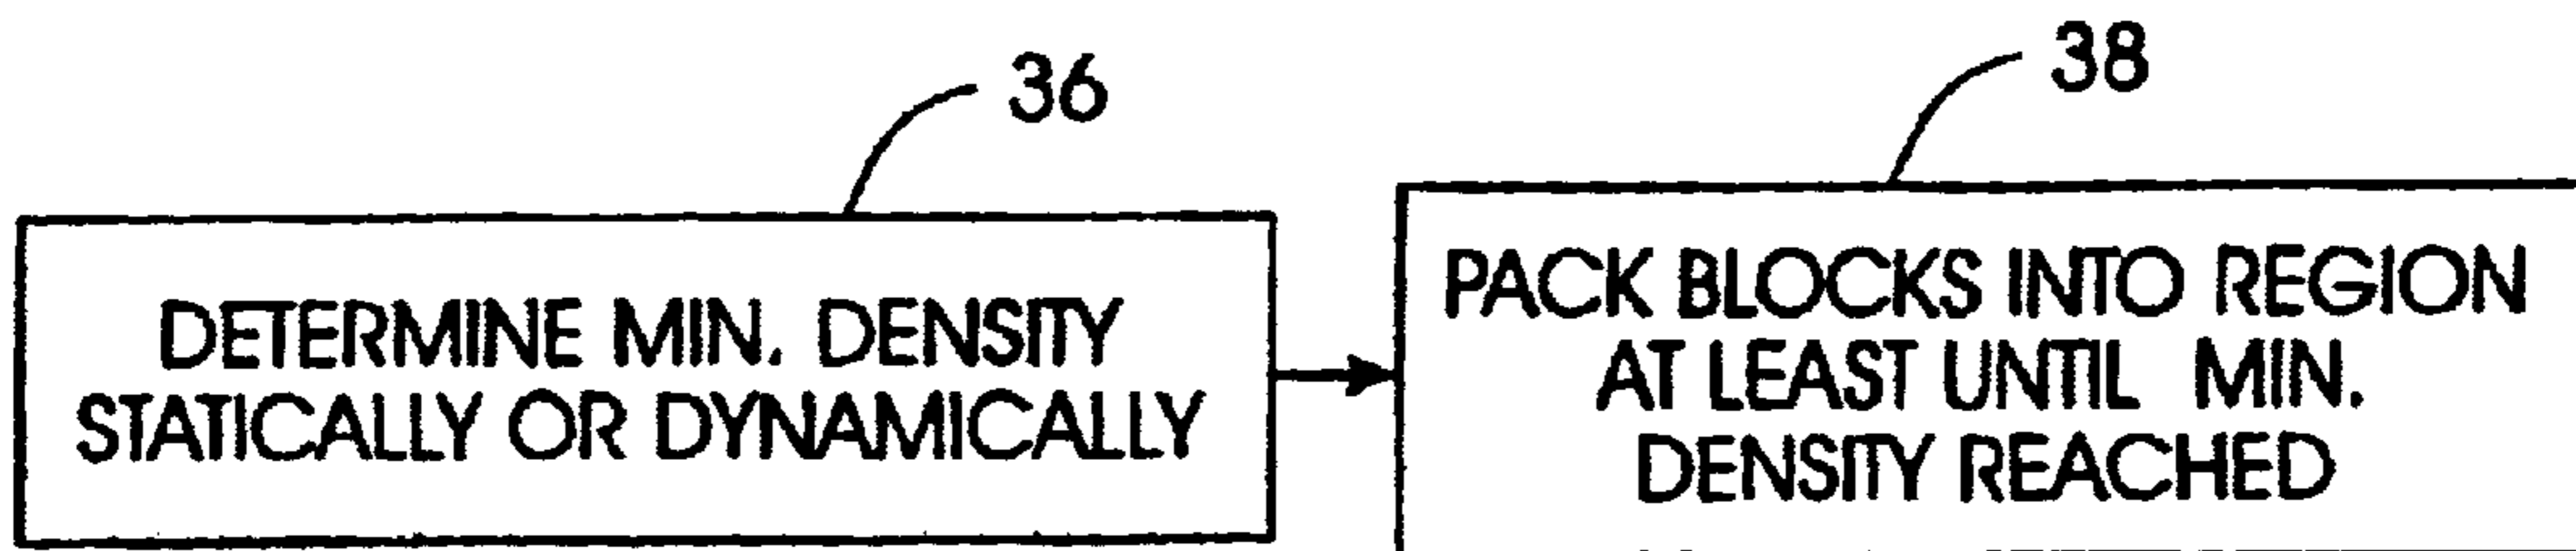 36
38
DETERMINE MIN. DENSITY
STATICALLY OR DYNAMICALLY
PACK BLOCKS INTO REGION
AT LEAST UNTIL MIN.
DENSITY REACHED